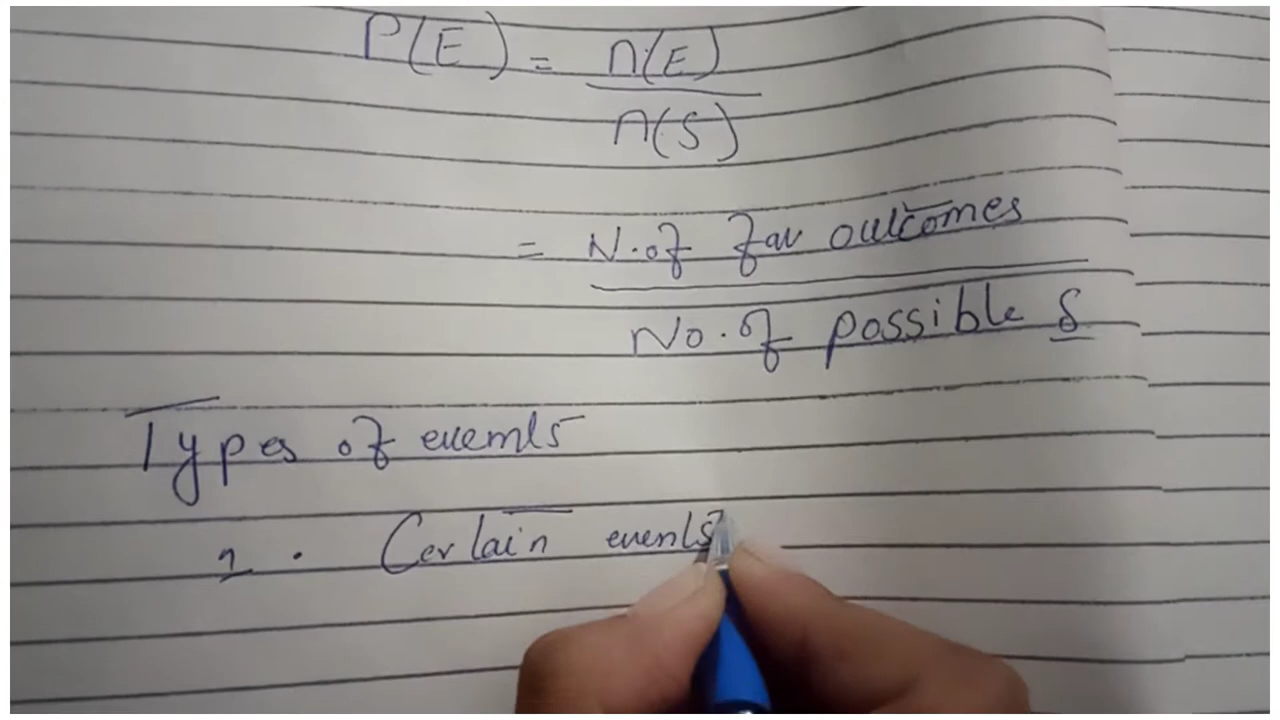 P(E) = n(E)
n(S)
= N.of fav outcomes
No.of possible S
Types of events
1. Certain events